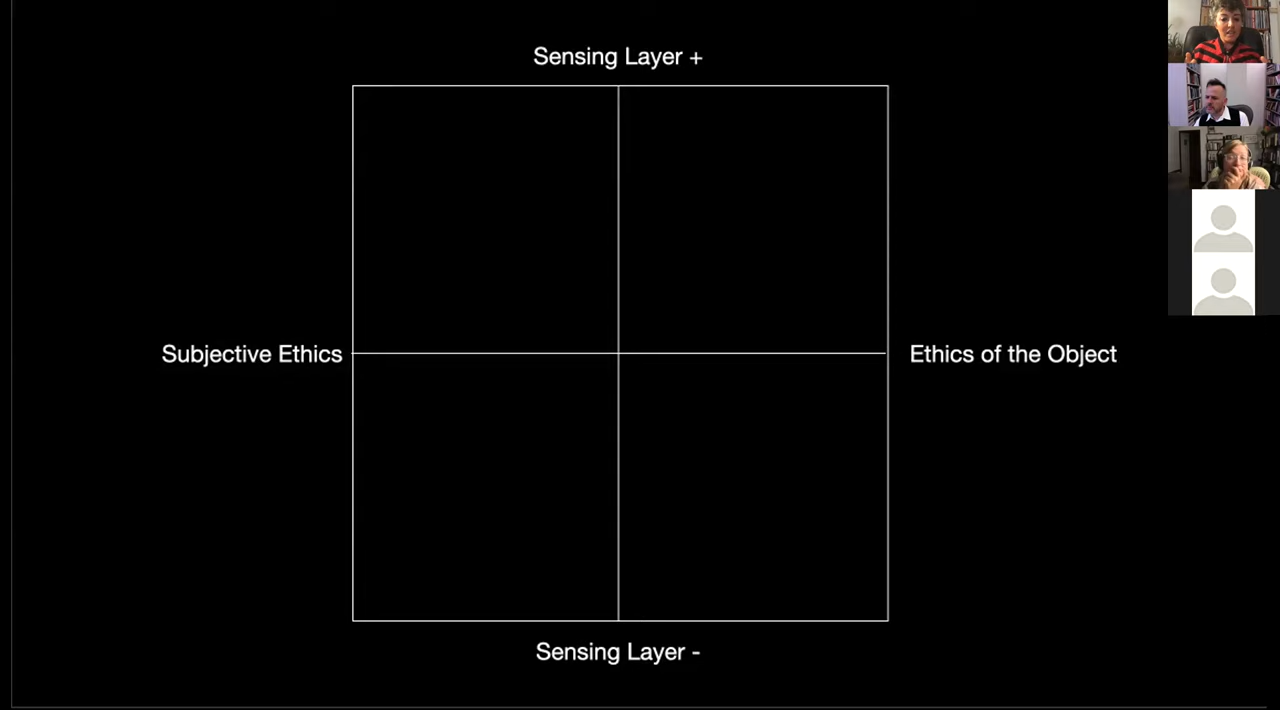 Sensing Layer +
Subjective Ethics
Ethics of the Object
Sensing Layer -